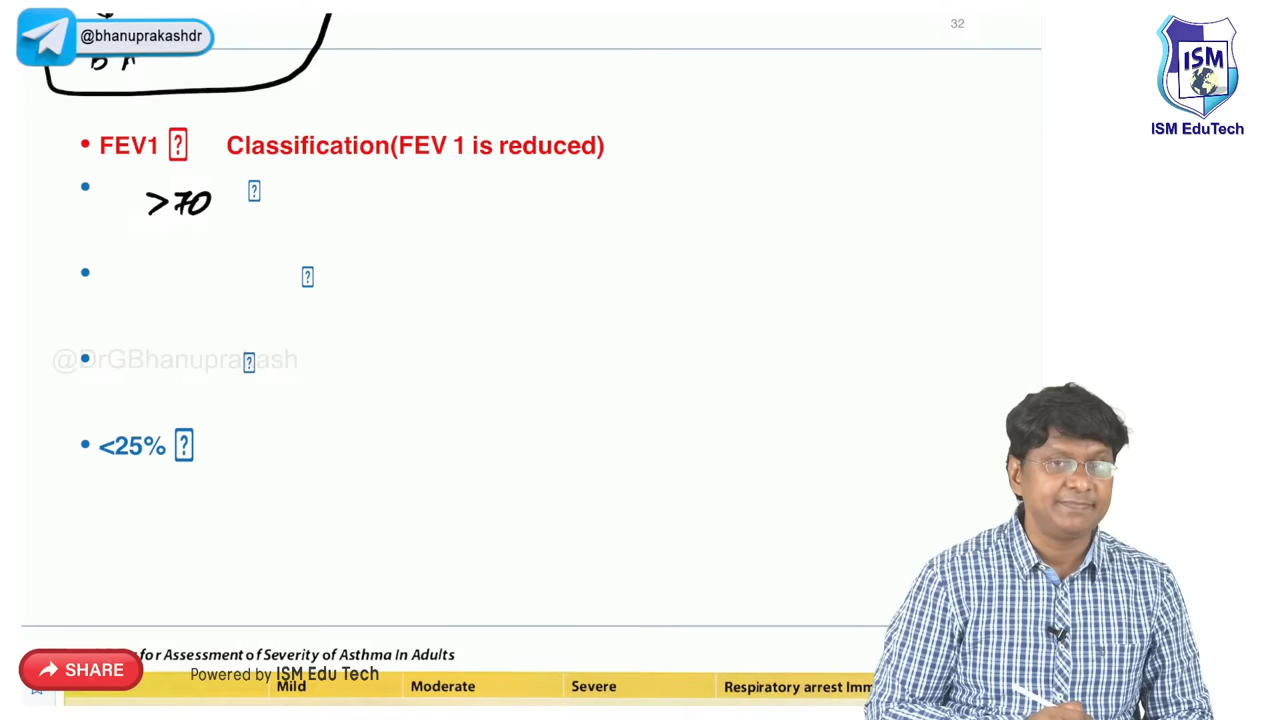 @bhanuprakashdr
32
ISM
ISM EduTech
• FEV1 Classification(FEV 1 is reduced)
>70
@DrGBhanuprakash
• <25%
for Assessment of Severity of Asthma In Adults
SHARE
Powered by ISM Edu Tech
Mild Moderate Severe Respiratory arrest Imm